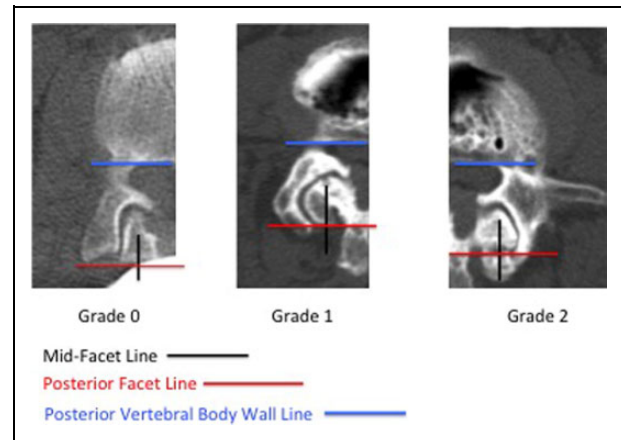 Grade 0
Grade 1
Grade 2
Mid-Facet Line
Posterior Facet Line
Posterior Vertebral Body Wall Line